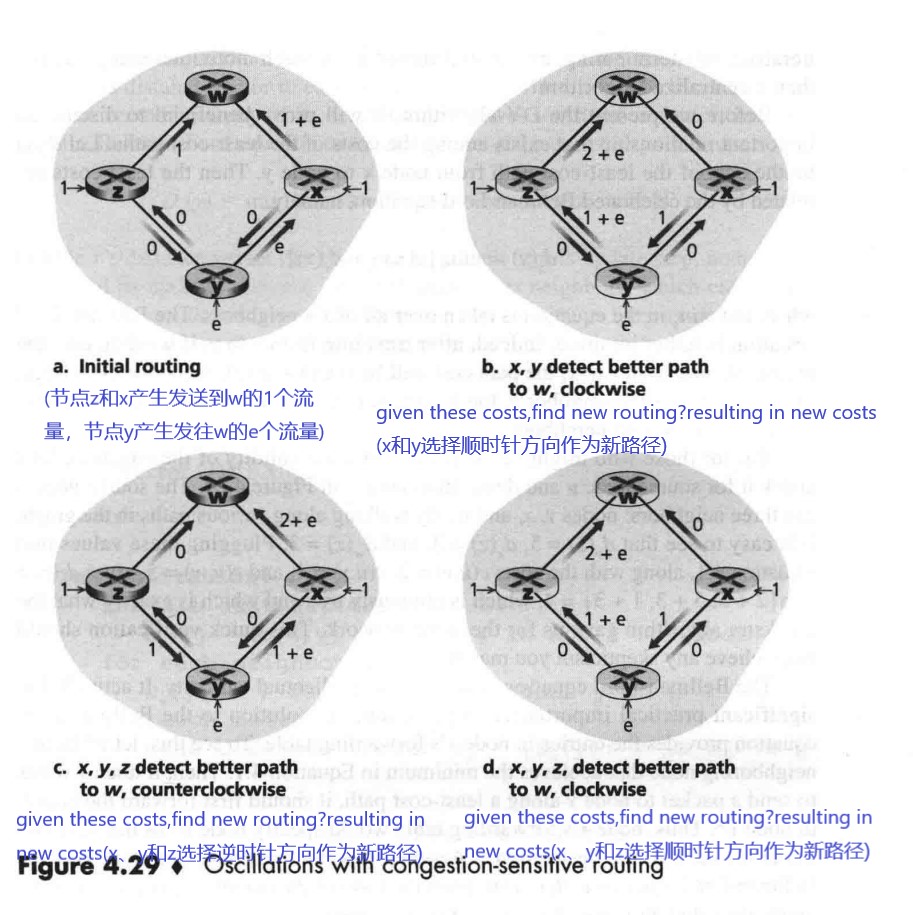 w
1
1 + e
1
z
x
1
0
0
0
e
y
e
a. Initial routing
(节点z和x产生发送到w的1个流
量，节点y产生发往w的e个流量)
w
2 + e
0
1
z
x
1
1 + e
1
0
0
y
e
b. x, y detect better path
to w, clockwise
given these costs,find new routing?resulting in new costs
(x和y选择顺时针方向作为新路径)
w
0
2+ e
1
z
x
1
0
0
1
1 + e
y
e
c. x, y, z detect better path
to w, counterclockwise
given these costs,find new routing?resulting in
new costs(x、y和z选择逆时针方向作为新路径)
w
2 + e
0
1
z
x
1
1 + e
1
0
0
y
e
d. x, y, z, detect better path
to w, clockwise
given these costs,find new routing?resulting in
new costs(x、y和z选择顺时针方向作为新路径)
Figure 4.29 ♦ Oscillations with congestion-sensitive routing